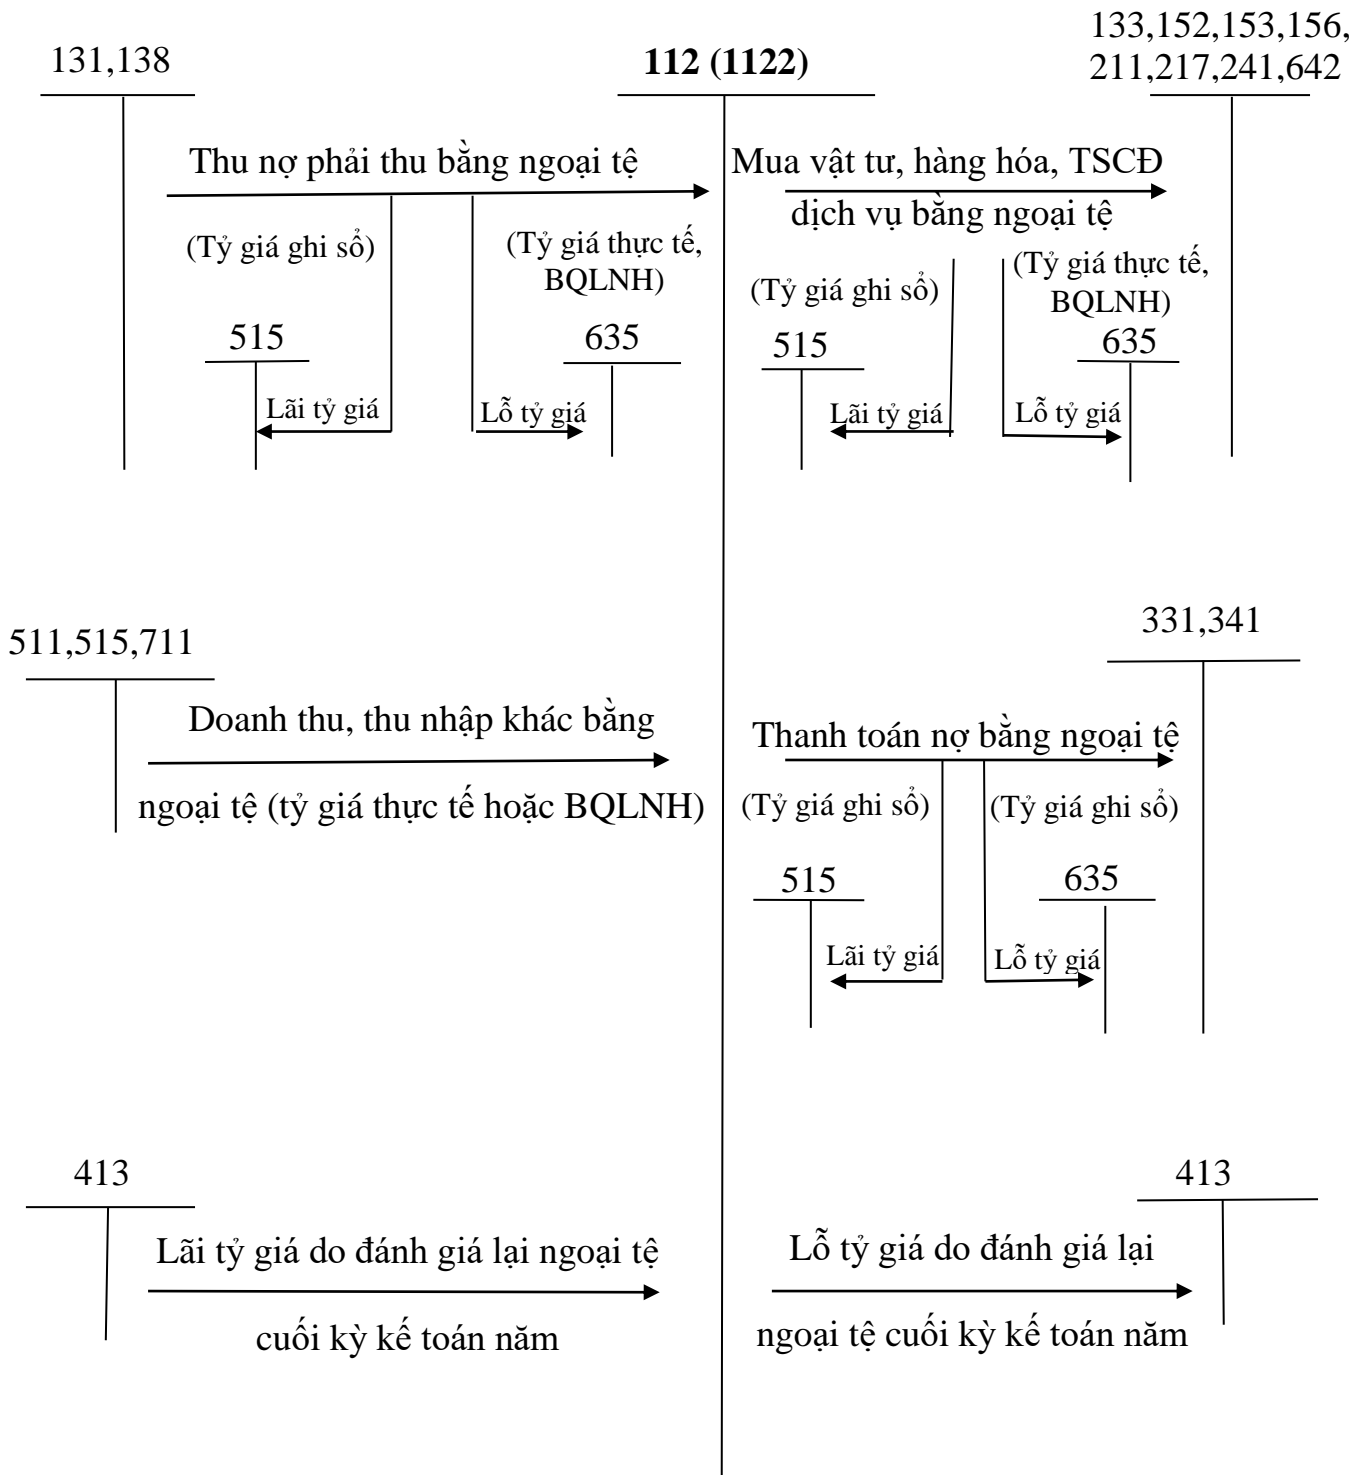 131,138
112 (1122)
133,152,153,156,
211,217,241,642
Thu nợ phải thu bằng ngoại tệ
(Tỷ giá ghi sổ)
(Tỷ giá thực tế,
BQLNH)
515
635
Lãi tỷ giá
Lỗ tỷ giá
Mua vật tư, hàng hóa, TSCĐ
dịch vụ bằng ngoại tệ
(Tỷ giá ghi sổ)
(Tỷ giá thực tế,
BQLNH)
515
635
Lãi tỷ giá
Lỗ tỷ giá
511,515,711
Doanh thu, thu nhập khác bằng
ngoại tệ (tỷ giá thực tế hoặc BQLNH)
331,341
Thanh toán nợ bằng ngoại tệ
(Tỷ giá ghi sổ)
(Tỷ giá ghi sổ)
515
635
Lãi tỷ giá
Lỗ tỷ giá
413
Lãi tỷ giá do đánh giá lại ngoại tệ
cuối kỳ kế toán năm
413
Lỗ tỷ giá do đánh giá lại
ngoại tệ cuối kỳ kế toán năm